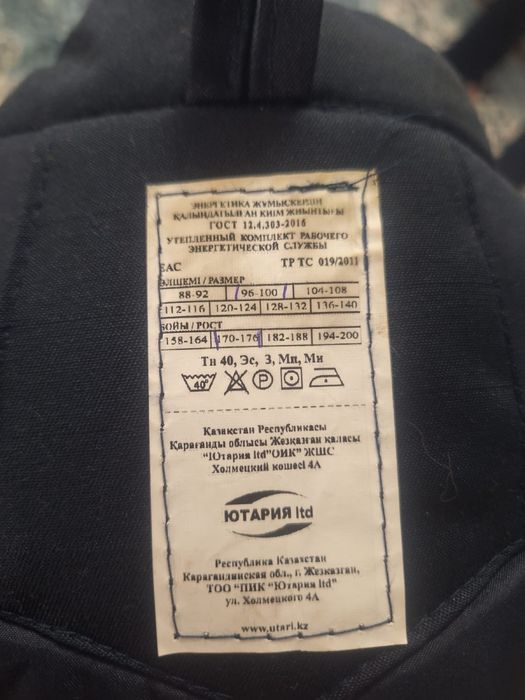 ЭНЕРГЕТИКА ЖҰМЫСКЕРІНІҢ
ҚАЛЫҢДАТЫЛҒАН КИІМ ЖИЫНТЫҒЫ
ГОСТ 12.4.303-2016
УТЕПЛЕННЫЙ КОМПЛЕКТ РАБОЧЕГО
ЭНЕРГЕТИЧЕСКОЙ СЛУЖБЫ
ЕАС ТР ТС 019/2011
ӨЛШЕМІ / РАЗМЕР
88-92 96-100 104-108
112-116 120-124 128-132 136-140
БОЙЫ / РОСТ
158-164 170-176 182-188 194-200
Тн 40, Эс, З, Мп, Ми
40° P
Қазақстан Республикасы
Қарағанды облысы Жезқазған қаласы
"Ютария ltd"ОИК" ЖШС
Холмецкий көшесі 4А
ЮТАРИЯ ltd
Республика Казахстан
Карагандинская обл., г. Жезказган,
ТОО "ПИК "Ютария ltd"
ул. Холмецкого 4А
www.utari.kz